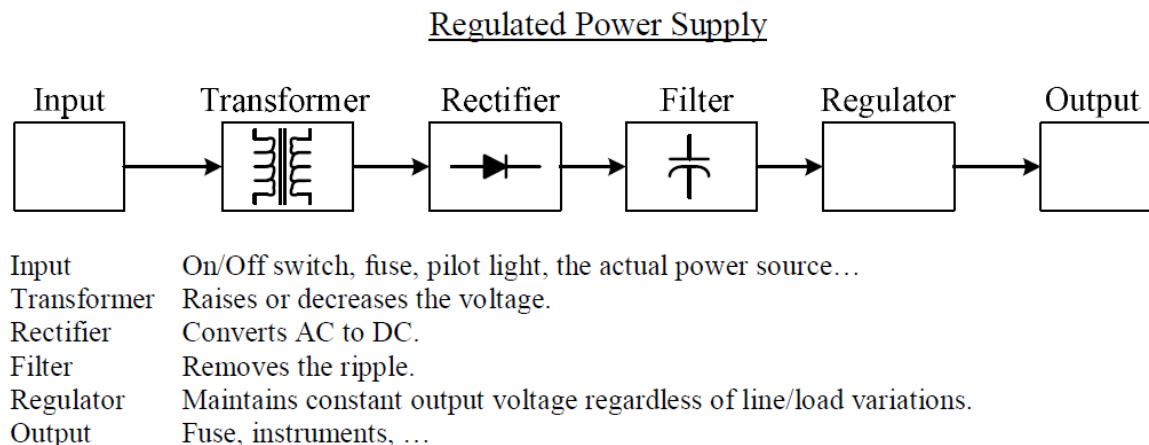 Regulated Power Supply
Input Transformer Rectifier Filter Regulator Output
Input On/Off switch, fuse, pilot light, the actual power source…
Transformer Raises or decreases the voltage.
Rectifier Converts AC to DC.
Filter Removes the ripple.
Regulator Maintains constant output voltage regardless of line/load variations.
Output Fuse, instruments, …